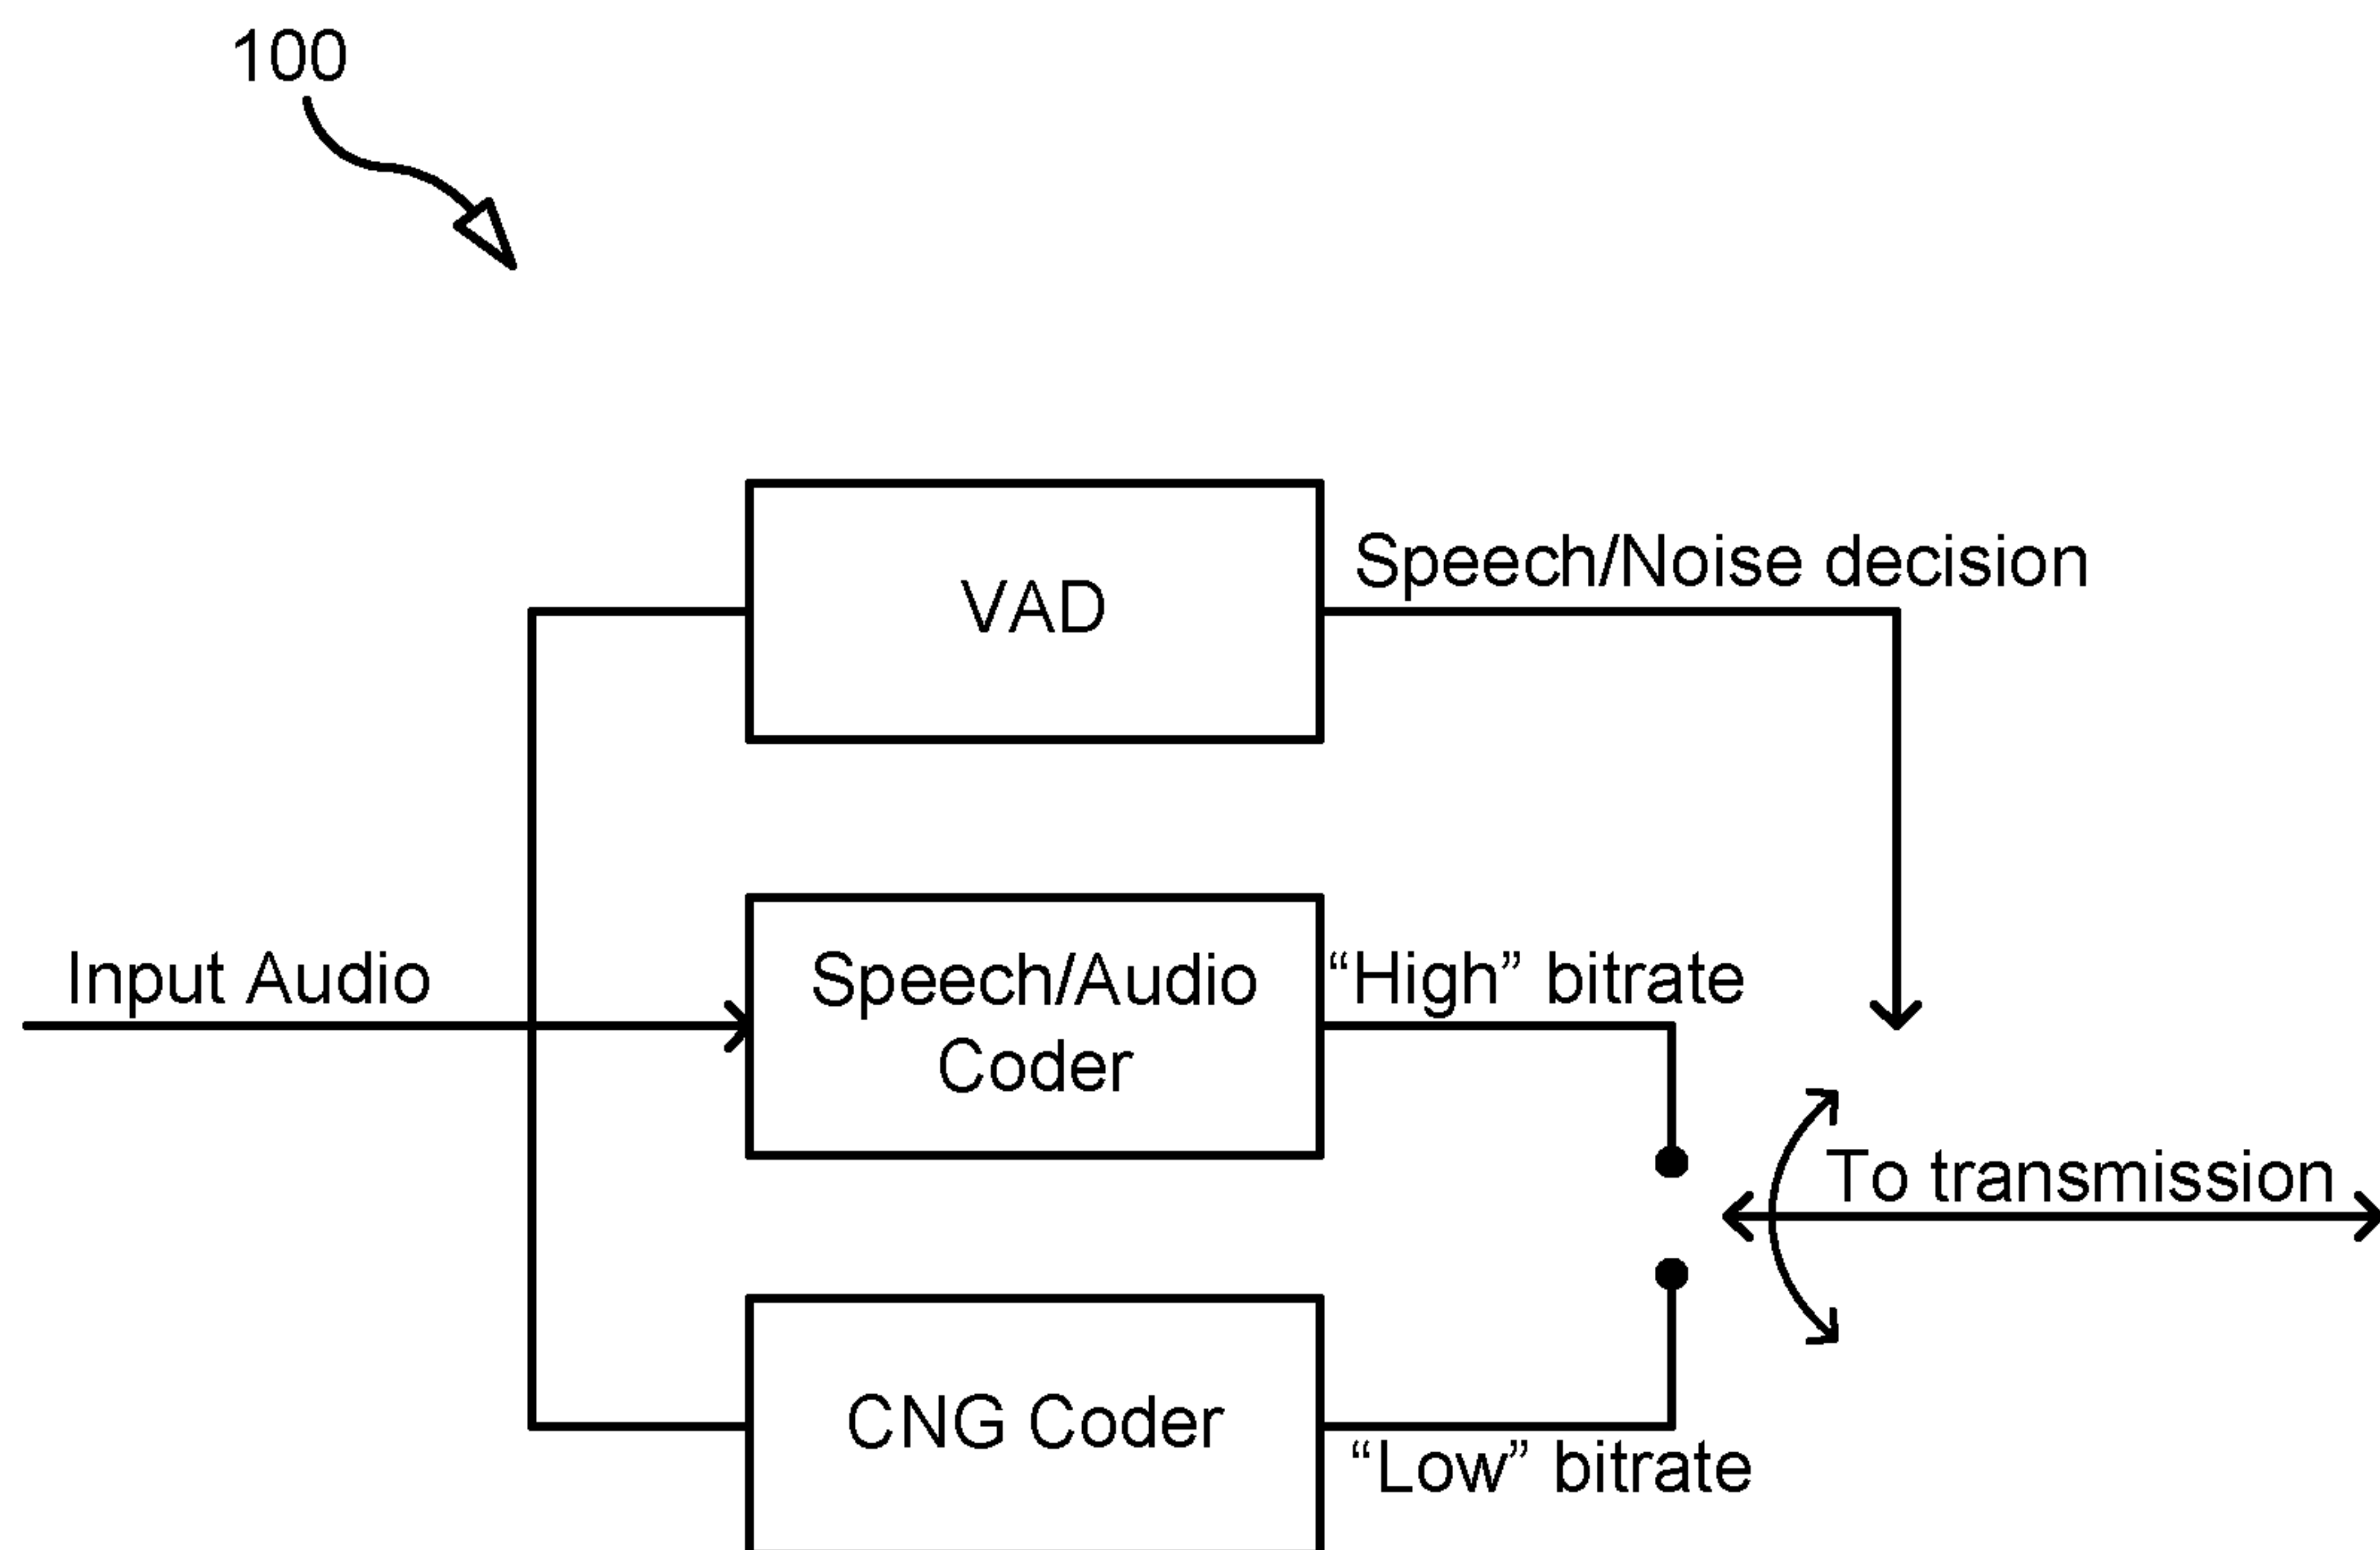 100
VAD
Speech/Noise decision
Input Audio
Speech/Audio
Coder
“High” bitrate
To transmission
CNG Coder
“Low” bitrate